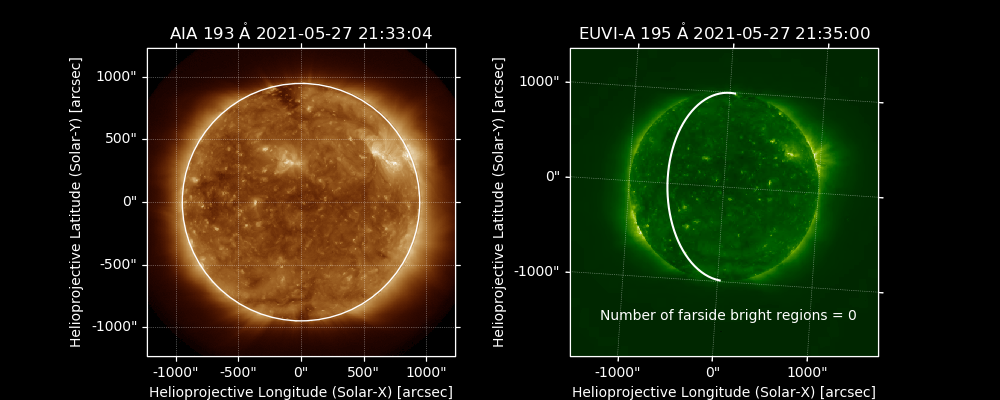 AIA 193 Å 2021-05-27 21:33:04
Helioprojective Latitude (Solar-Y) [arcsec]
1000"
500"
0"
-500"
-1000"
-1000"
-500"
0"
500"
1000"
Helioprojective Longitude (Solar-X) [arcsec]
EUVI-A 195 Å 2021-05-27 21:35:00
Helioprojective Latitude (Solar-Y) [arcsec]
1000"
0"
-1000"
Number of farside bright regions = 0
-1000"
0"
1000"
Helioprojective Longitude (Solar-X) [arcsec]